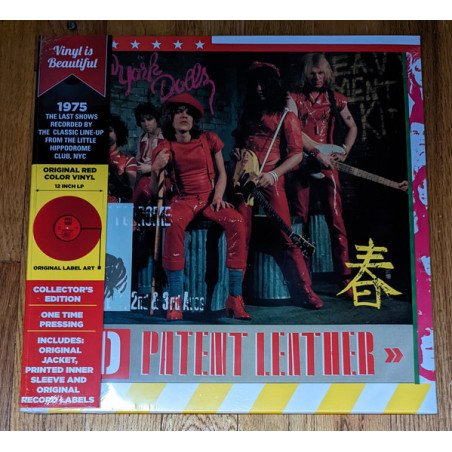 Vinyl is
Beautiful
1975
THE LAST SHOWS
RECORDED BY
THE CLASSIC LINE-UP
FROM THE LITTLE
HIPPODROME
CLUB, NYC
ORIGINAL RED
COLOR VINYL
12 INCH LP
ORIGINAL LABEL ART
COLLECTOR'S
EDITION
ONE TIME
PRESSING
INCLUDES:
ORIGINAL
JACKET,
PRINTED INNER
SLEEVE AND
ORIGINAL
RECORD LABELS
York Dolls
DROME
2nd & 3rd Aves
春
D PATENT LEATHER »